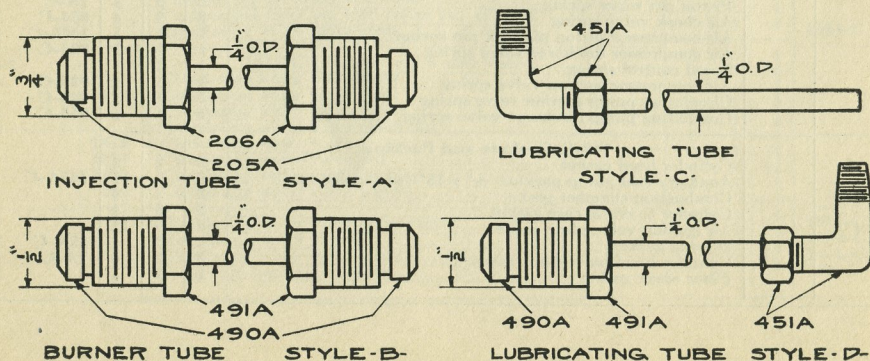 3/4"
1/4" O.D.
206A
205A
INJECTION TUBE STYLE-A-
451A
1/4" O.D.
LUBRICATING TUBE
STYLE-C-
1/2"
1/4" O.D.
491A
490A
BURNER TUBE STYLE-B-
1/2"
1/4" O.D.
490A 491A 451A
LUBRICATING TUBE STYLE-D-